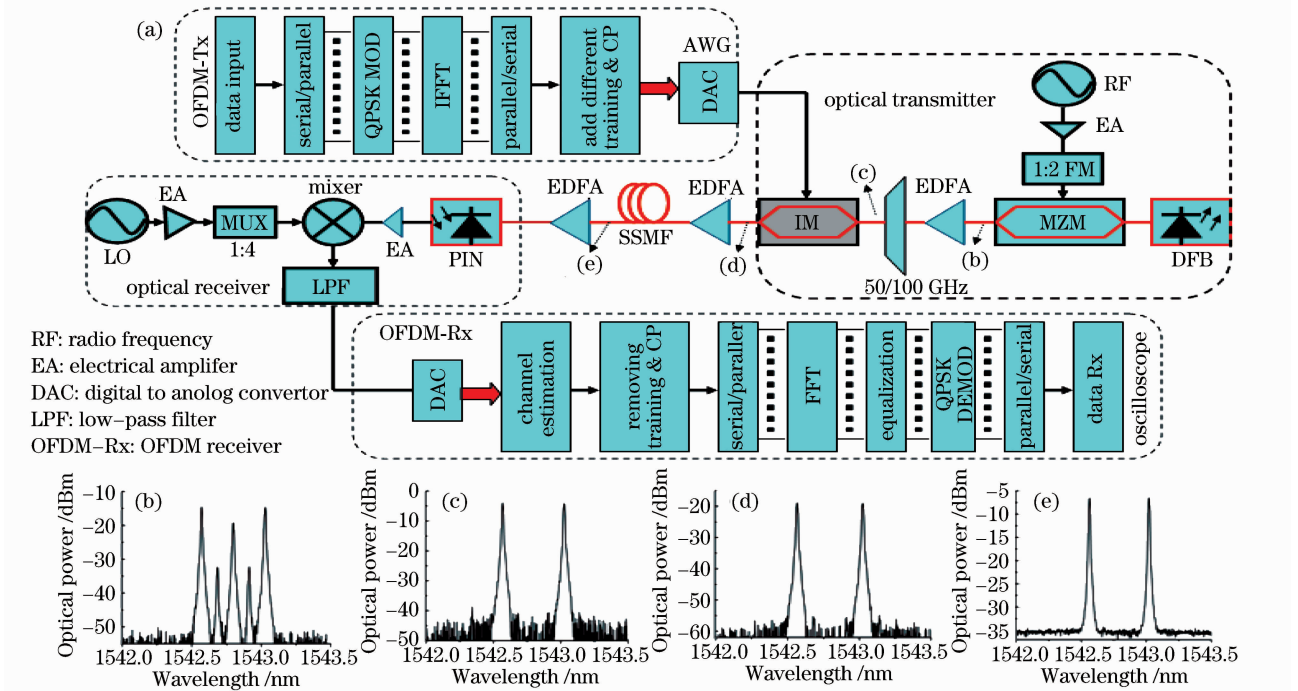 (a)
OFDM-Tx
data input
serial/parallel
QPSK MOD
IFFT
parallel/serial
add different
training & CP
AWG
DAC
optical transmitter
RF
EA
1:2 FM
MZM
DFB
EDFA
(b)
50/100 GHz
(c)
IM
(d)
EDFA
SSMF
(e)
EDFA
PIN
EA
mixer
MUX
1:4
EA
LO
LPF
optical receiver
OFDM-Rx
DAC
channel
estimation
removing
training & CP
serial/paraller
FFT
equalization
QPSK
DEMOD
parallel/serial
data Rx
oscilloscope
RF: radio frequency
EA: electrical amplifer
DAC: digital to analog convertor
LPF: low-pass filter
OFDM-Rx: OFDM receiver
(b)
Optical power /dBm
-10
-20
-30
-40
-50
1542.0 1542.5 1543.0 1543.5
Wavelength /nm
(c)
Optical power /dBm
0
-10
-20
-30
-40
-50
1542.0 1542.5 1543.0 1543.5
Wavelength /nm
(d)
Optical power /dBm
-20
-30
-40
-50
-60
1542.0 1542.5 1543.0 1543.5
Wavelength /nm
(e)
Optical power /dBm
-5
-10
-15
-20
-25
-30
-35
1542.0 1542.5 1543.0 1543.5
Wavelength /nm